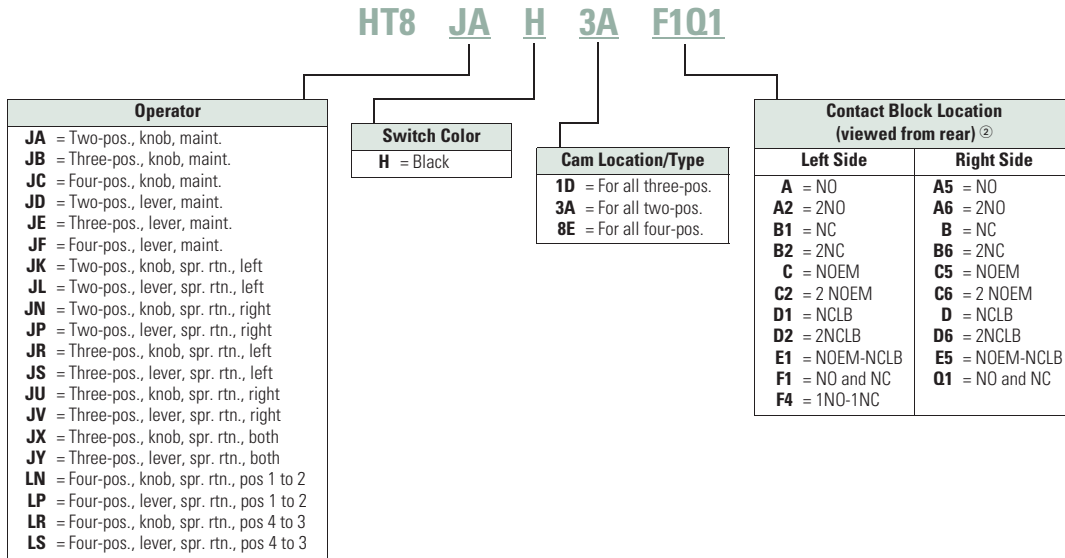 HT8 JA H 3A F1Q1
Operator
JA = Two-pos., knob, maint.
JB = Three-pos., knob, maint.
JC = Four-pos., knob, maint.
JD = Two-pos., lever, maint.
JE = Three-pos., lever, maint.
JF = Four-pos., lever, maint.
JK = Two-pos., knob, spr. rtn., left
JL = Two-pos., lever, spr. rtn., left
JN = Two-pos., knob, spr. rtn., right
JP = Two-pos., lever, spr. rtn., right
JR = Three-pos., knob, spr. rtn., left
JS = Three-pos., lever, spr. rtn., left
JU = Three-pos., knob, spr. rtn., right
JV = Three-pos., lever, spr. rtn., right
JX = Three-pos., knob, spr. rtn., both
JY = Three-pos., lever, spr. rtn., both
LN = Four-pos., knob, spr. rtn., pos 1 to 2
LP = Four-pos., lever, spr. rtn., pos 1 to 2
LR = Four-pos., knob, spr. rtn., pos 4 to 3
LS = Four-pos., lever, spr. rtn., pos 4 to 3
Switch Color
H = Black
Cam Location/Type
1D = For all three-pos.
3A = For all two-pos.
8E = For all four-pos.
Contact Block Location
(viewed from rear) ②
Left Side
A = NO
A2 = 2NO
B1 = NC
B2 = 2NC
C = NOEM
C2 = 2 NOEM
D1 = NCLB
D2 = 2NCLB
E1 = NOEM-NCLB
F1 = NO and NC
F4 = 1NO-1NC
Right Side
A5 = NO
A6 = 2NO
B = NC
B6 = 2NC
C5 = NOEM
C6 = 2 NOEM
D = NCLB
D6 = 2NCLB
E5 = NOEM-NCLB
Q1 = NO and NC